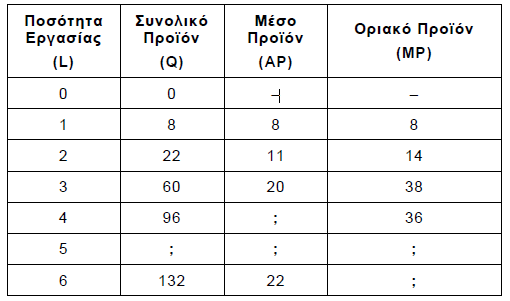 Ποσότητα Εργασίας (L) Συνολικό Προϊόν (Q) Μέσο Προϊόν (AP) Οριακό Προϊόν (MP)
0 0 – –
1 8 8 8
2 22 11 14
3 60 20 38
4 96 ; 36
5 ; ; ;
6 132 22 ;